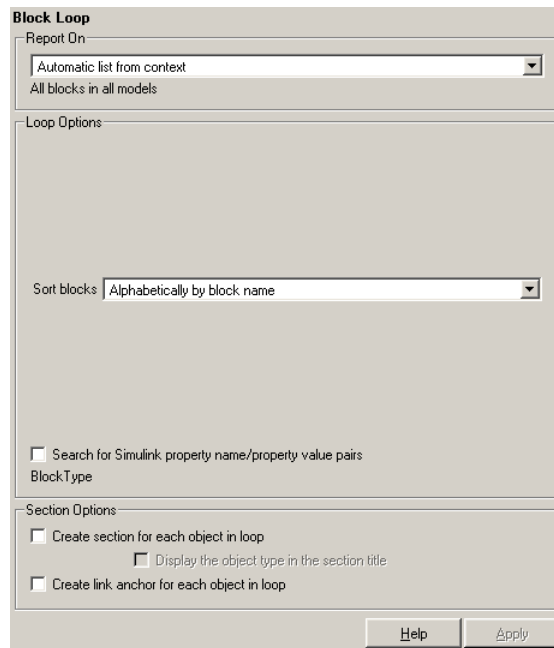 Block Loop
Report On
Automatic list from context
All blocks in all models
Loop Options
Sort blocks Alphabetically by block name
Search for Simulink property name/property value pairs
BlockType
Section Options
Create section for each object in loop
Display the object type in the section title
Create link anchor for each object in loop
Help Apply